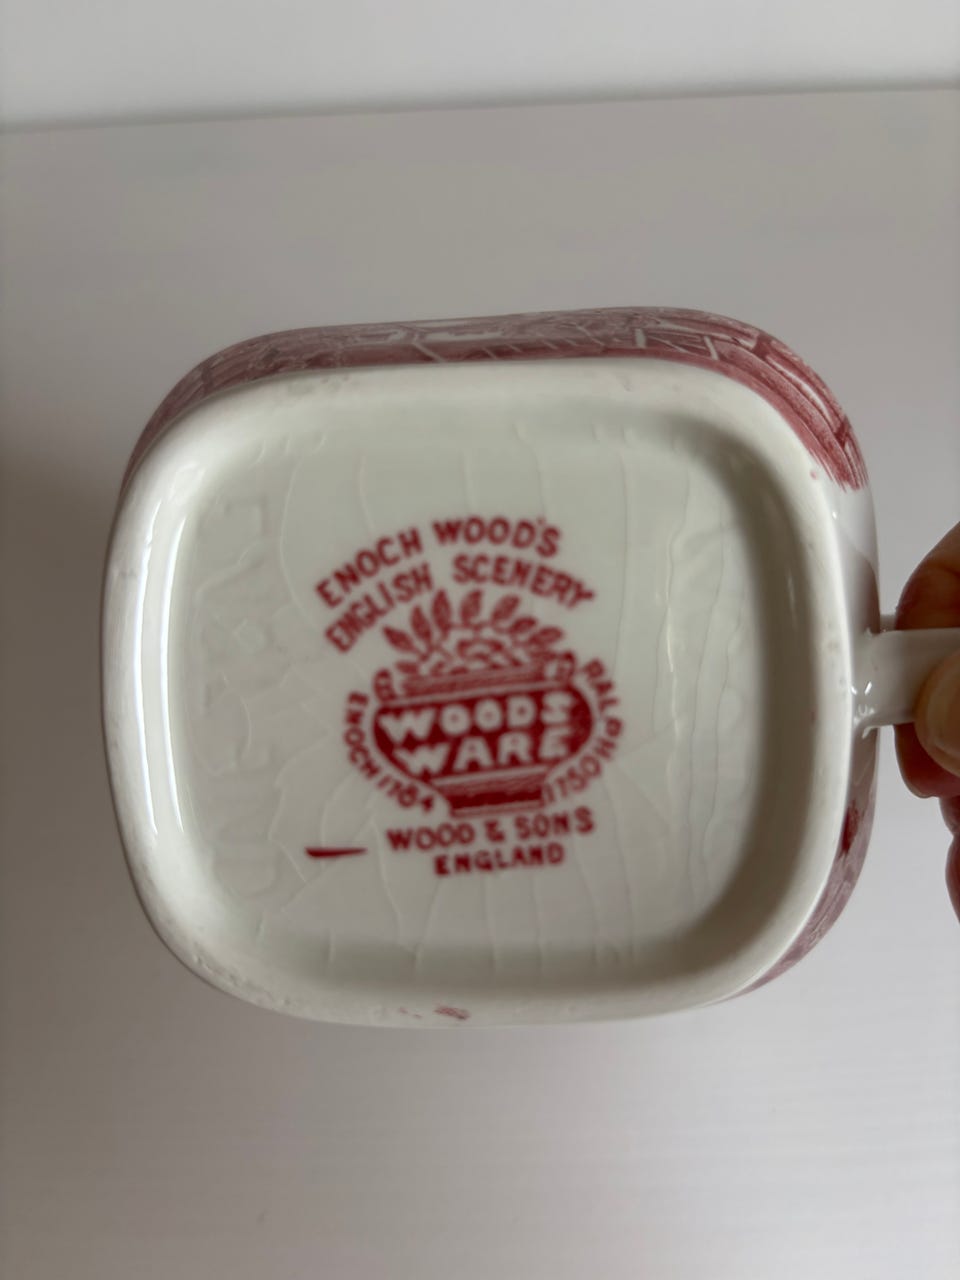 ENOCH WOOD'S
ENGLISH SCENERY
WOODS
WARE
ENOCH 1784
RALPH 1750
WOOD & SONS
ENGLAND